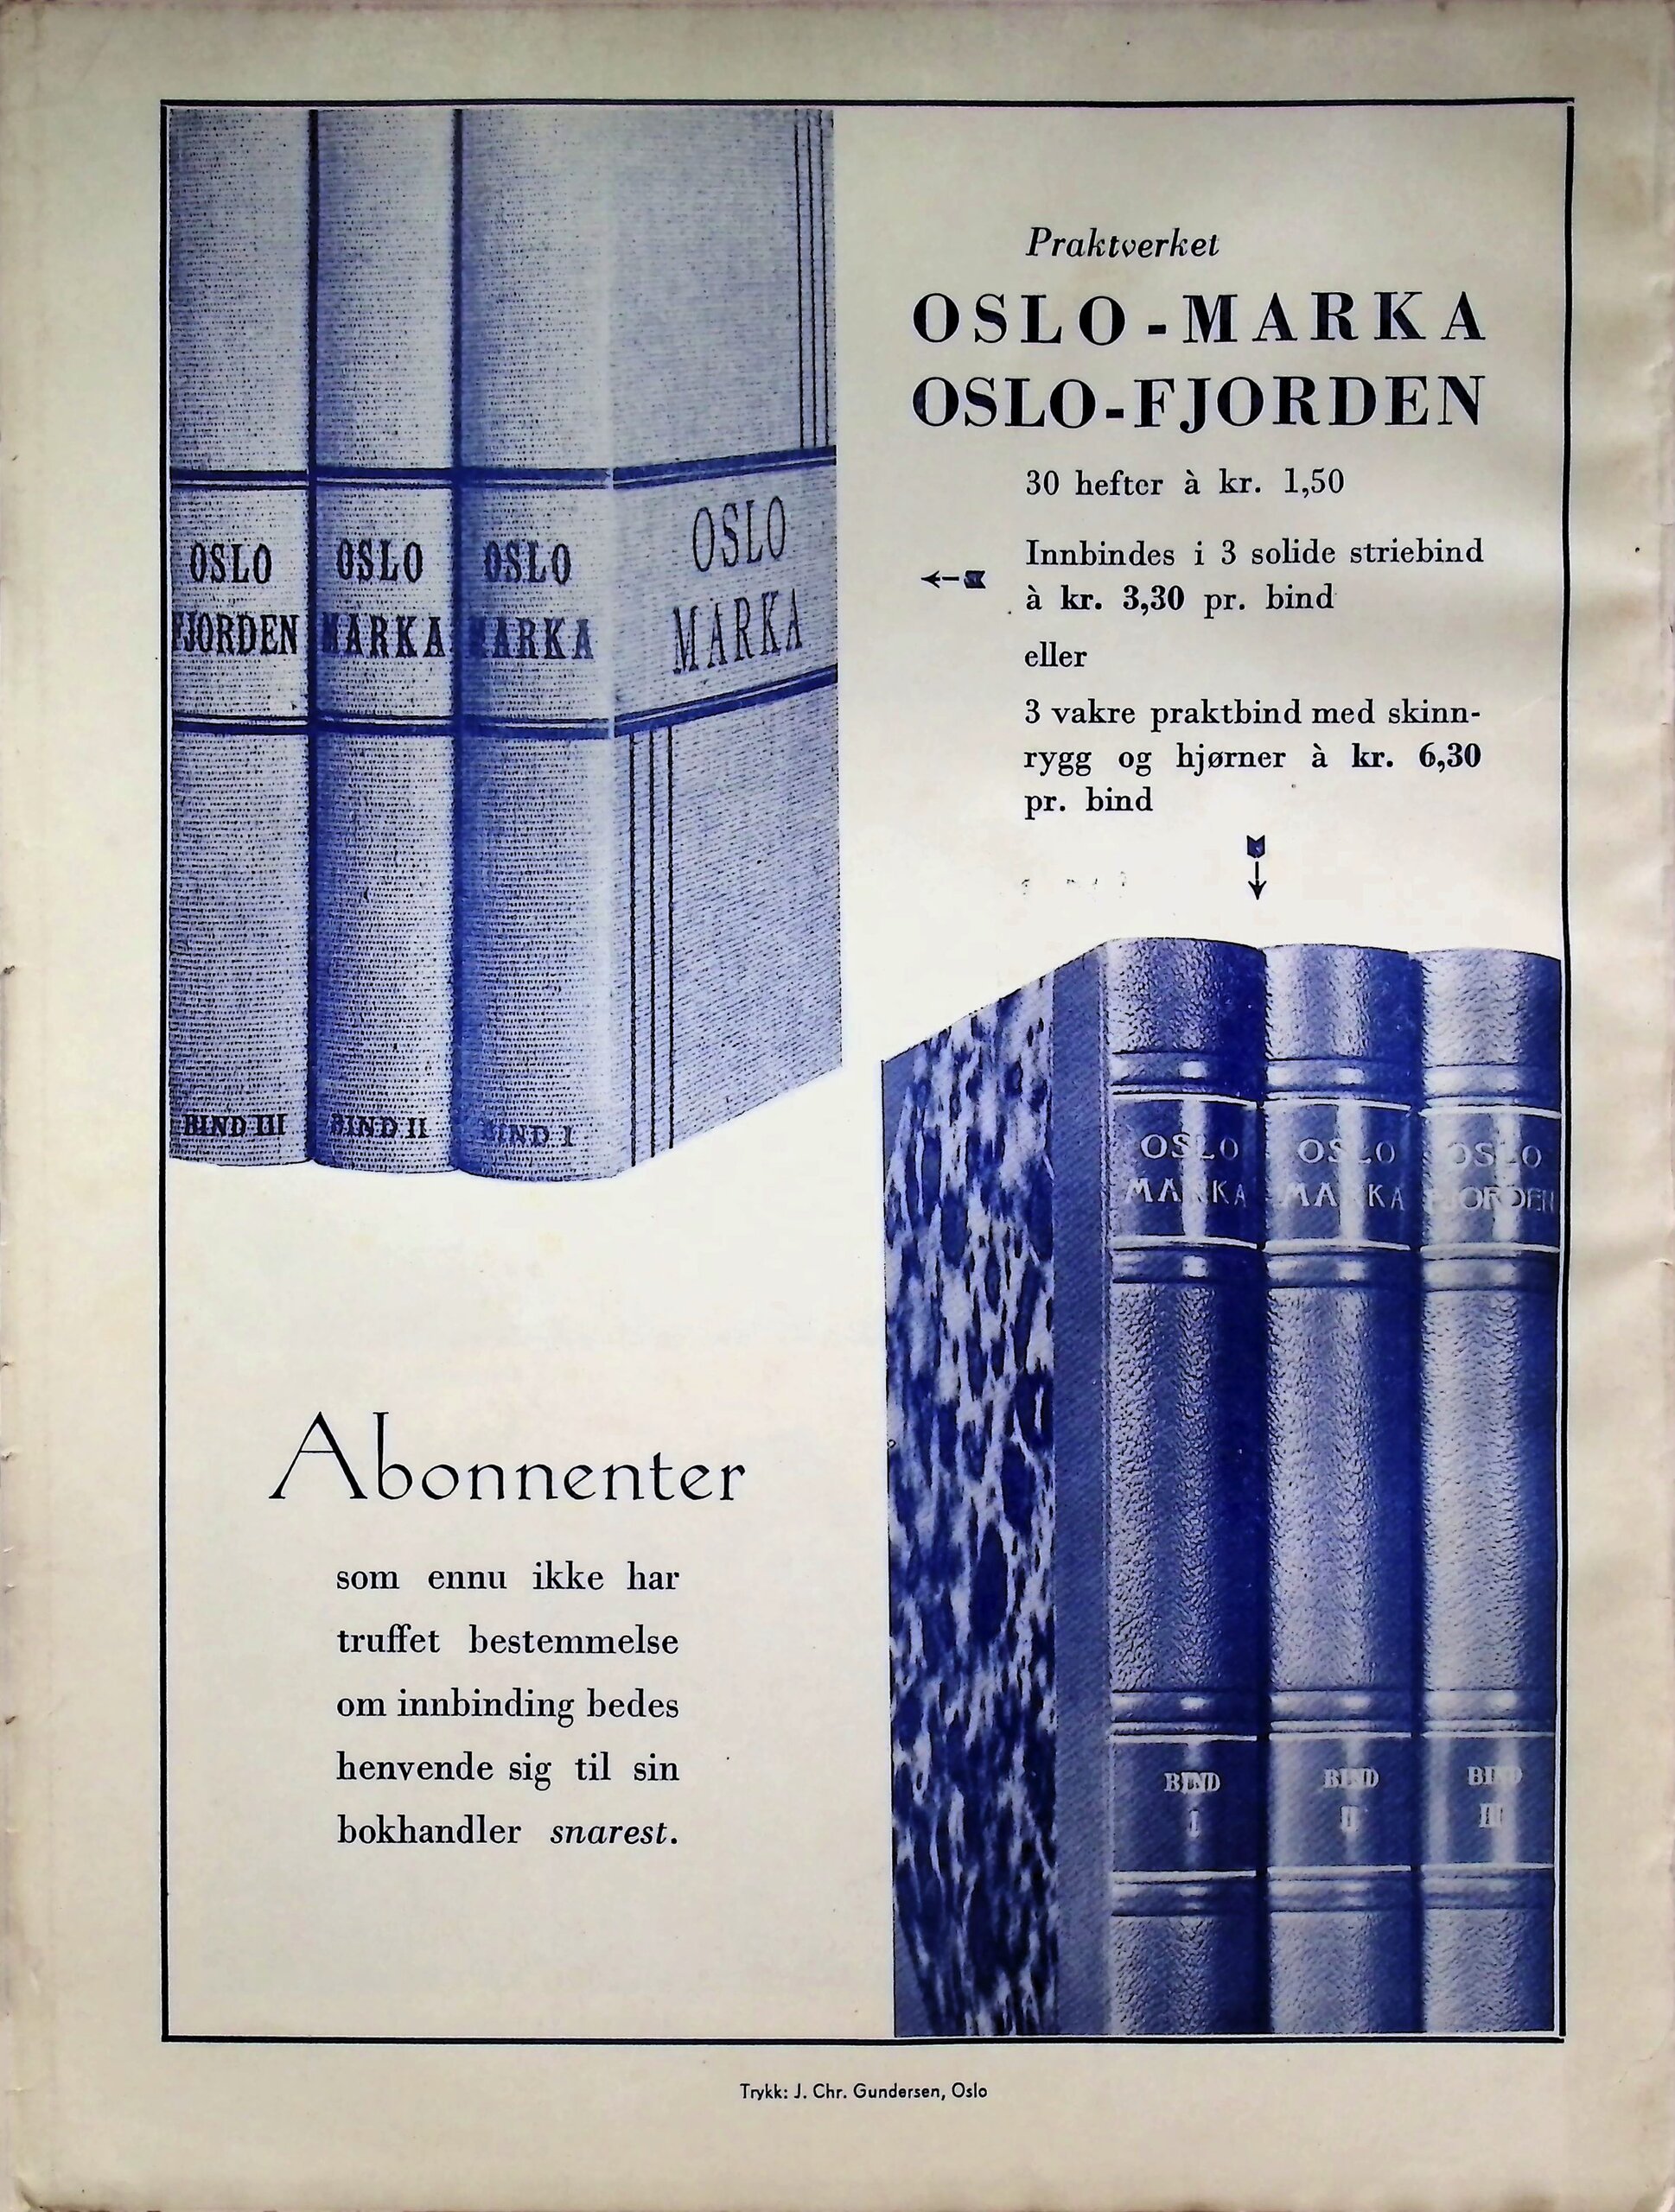 Praktverket
OSLO-MARKA
OSLO-FJORDEN
30 hefter à kr. 1,50
Innbindes i 3 solide striebind
à kr. 3,30 pr. bind
eller
3 vakre praktbind med skinn-
rygg og hjørner à kr. 6,30
pr. bind
OSLO
FJORDEN
BIND III
OSLO
MARKA
BIND II
OSLO
MARKA
BIND I
OSLO
MARKA
OSLO
MARKA
BIND
I
OSLO
MARKA
BIND
II
OSLO
FJORDEN
BIND
III
Abonnenter
som ennu ikke har
truffet bestemmelse
om innbinding bedes
henvende sig til sin
bokhandler snarest.
Trykk: J. Chr. Gundersen, Oslo